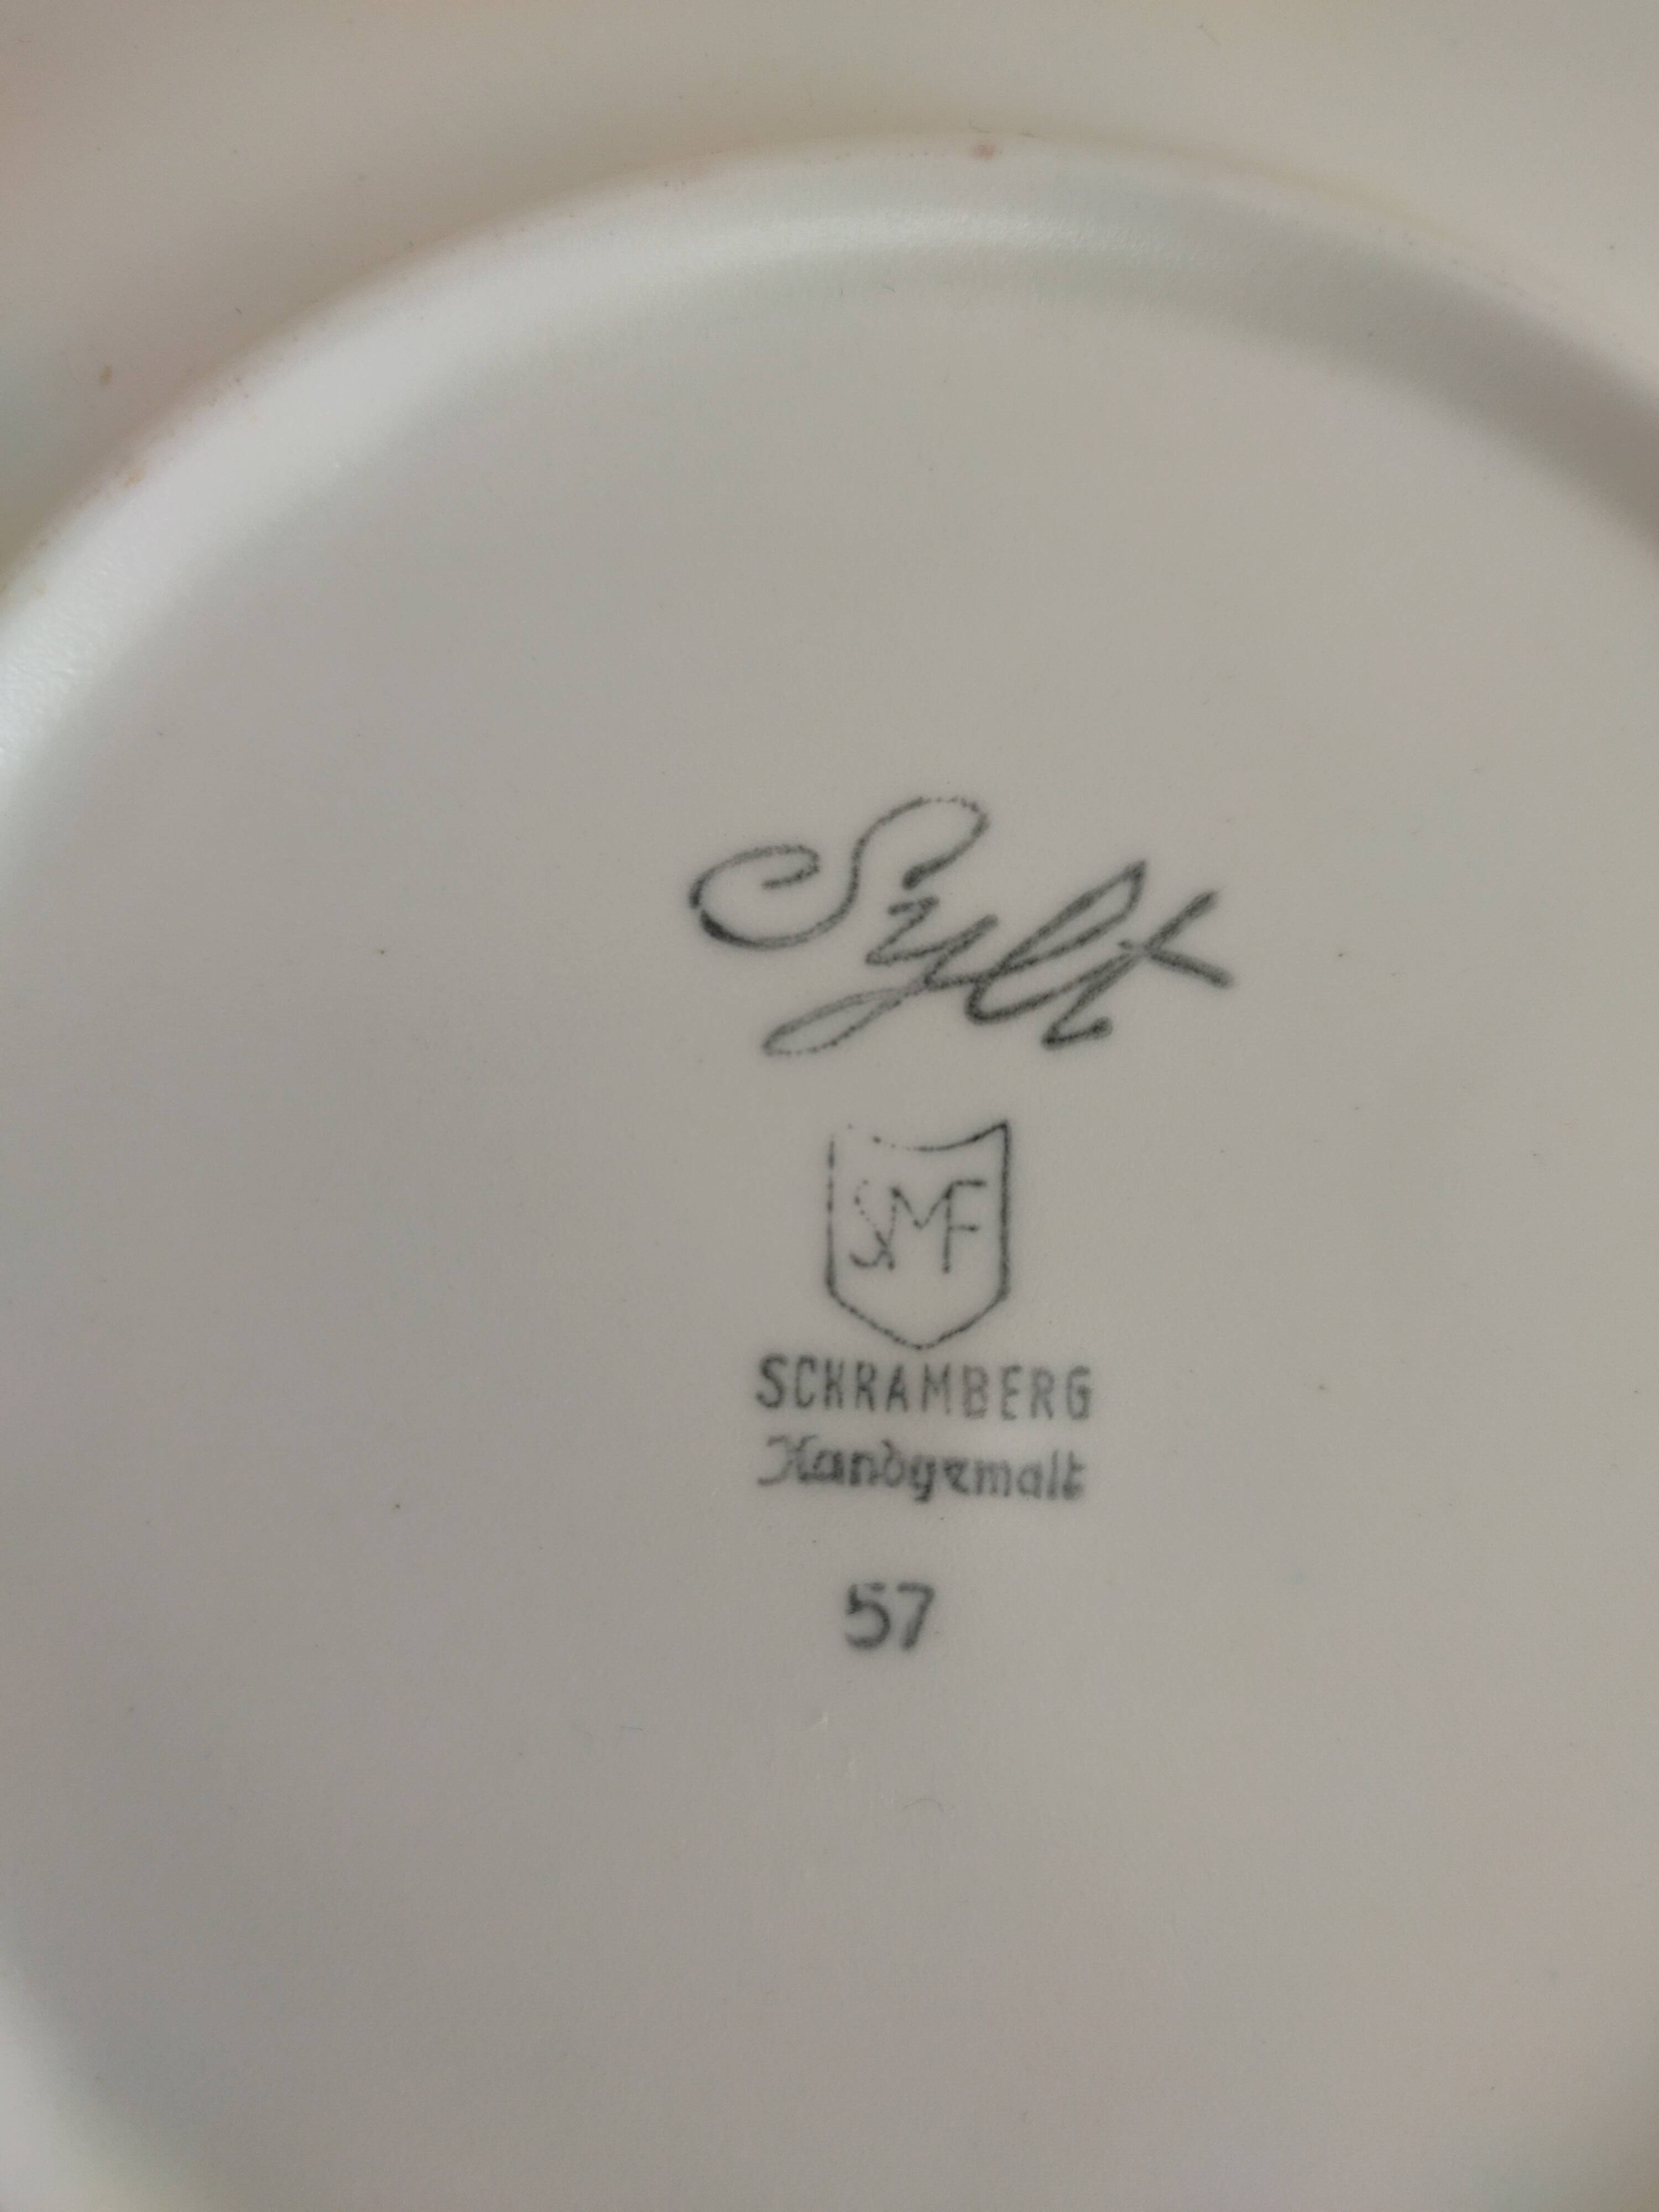 Sylt
SMF
SCHRAMBERG
Handgemalt
57